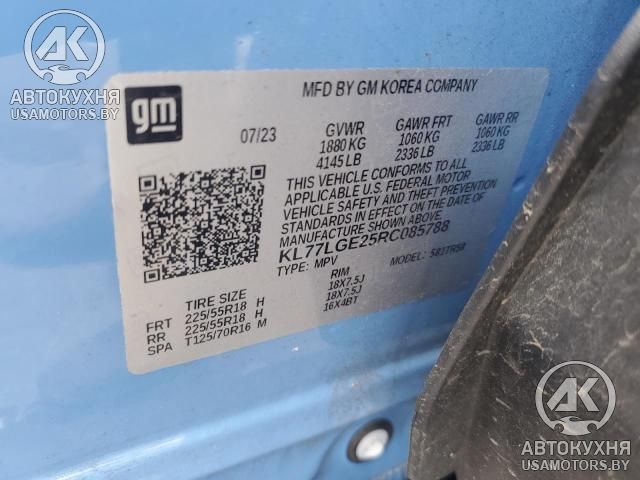 AK
АВТОКУХНЯ
USAMOTORS.BY
gm
MFD BY GM KOREA COMPANY
07/23
GVWR
1880 KG
4145 LB
GAWR FRT
1060 KG
2336 LB
GAWR RR
1060 KG
2336 LB
THIS VEHICLE CONFORMS TO ALL
APPLICABLE U.S. FEDERAL MOTOR
VEHICLE SAFETY AND THEFT PREVENTION
STANDARDS IN EFFECT ON THE DATE OF
MANUFACTURE SHOWN ABOVE.
KL77LGE25RC085788
TYPE: MPV MODEL: 5811TR58
TIRE SIZE RIM
FRT 225/55R18 H 18X7.5J
RR 225/55R18 H 18X7.5J
SPA T125/70R16 M 16X4BT
AK
АВТОКУХНЯ
USAMOTORS.BY